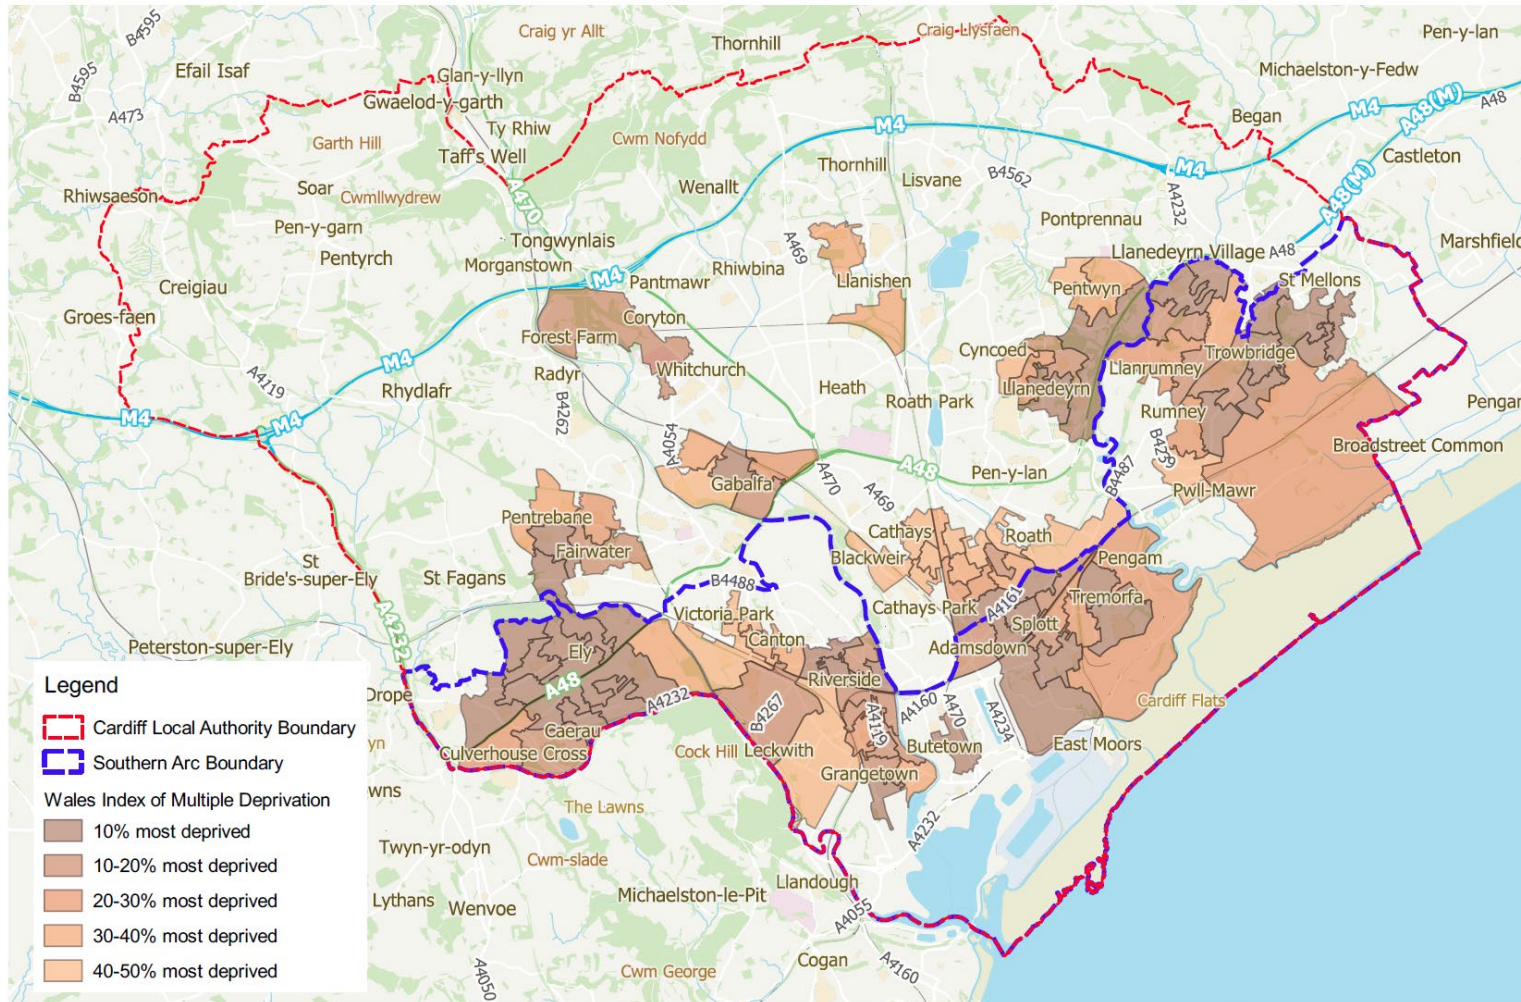 B4595
Craig yr Allt
Craig-Llysfaen
Pen-y-lan
Thornhill
B4595
Efail Isaf
Glan-y-llyn
Michaelston-y-Fedw
Gwaelod-y-garth
M4
A48(M)
A48
A473
Ty Rhiw
M4
Began
Garth Hill
Cwm Nofydd
Taff's Well
Thornhill
M4
Castleton
Rhiwsaeson
Soar
Cwmllwydrew
A470
Wenallt
Lisvane
B4562
A4232
A48(M)
Pen-y-garn
Pontprennau
Tongwynlais
A469
Llanedeyrn Village
A48
Marshfield
Pentyrch
Morganstown
M4
Pantmawr
Rhiwbina
Llanishen
Pentwyn
St Mellons
Creigiau
Groes-faen
Coryton
Forest Farm
Cyncoed
Trowbridge
M4
Whitchurch
Llanrumney
A4119
Rhydlafr
Radyr
Heath
Llanedeyrn
B4262
Roath Park
Rumney
Pengam
M4
M4
A4054
B4239
Broadstreet Common
A48
Pen-y-lan
Gabalfa
A470
B4487
A469
Pwll-Mawr
Pentrebane
Cathays
Roath
Fairwater
Blackweir
Pengam
St
Bride's-super-Ely
St Fagans
B4488
A4161
Tremorfa
Victoria Park
Cathays Park
A4232
Splott
Peterston-super-Ely
Ely
Canton
Adamsdown
Riverside
Legend
A48
Drope
A4232
A4160
A470
A4234
Cardiff Flats
Cardiff Local Authority Boundary
B4267
A4119
Caerau
Culverhouse Cross
Cock Hill
Leckwith
Butetown
East Moors
Southern Arc Boundary
Grangetown
Wales Index of Multiple Deprivation
The Lawns
10% most deprived
A4232
Twyn-yr-odyn
Cwm-slade
10-20% most deprived
Llandough
Michaelston-le-Pit
20-30% most deprived
Lythans
Wenvoe
A4055
30-40% most deprived
Cogan
40-50% most deprived
A4050
Cwm George
A4160